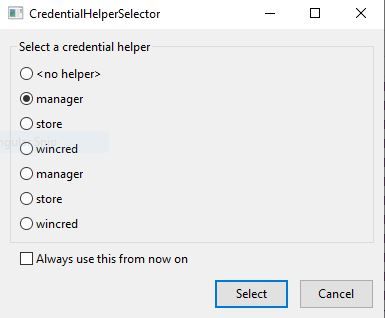 CredentialHelperSelector
Select a credential helper
<no helper>
manager
store
wincred
manager
store
wincred
Always use this from now on
Select
Cancel